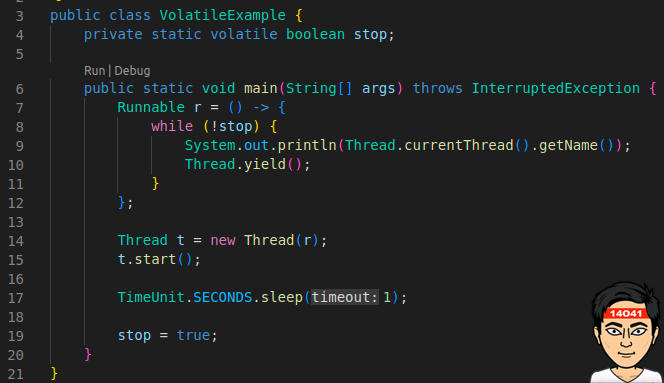 3 public class VolatileExample {
4 private static volatile boolean stop;
5
Run | Debug
6 public static void main(String[] args) throws InterruptedException {
7 Runnable r = () -> {
8 while (!stop) {
9 System.out.println(Thread.currentThread().getName());
10 Thread.yield();
11 }
12 };
13
14 Thread t = new Thread(r);
15 t.start();
16
17 TimeUnit.SECONDS.sleep(timeout: 1);
18
19 stop = true;
20 }
21 }
14041